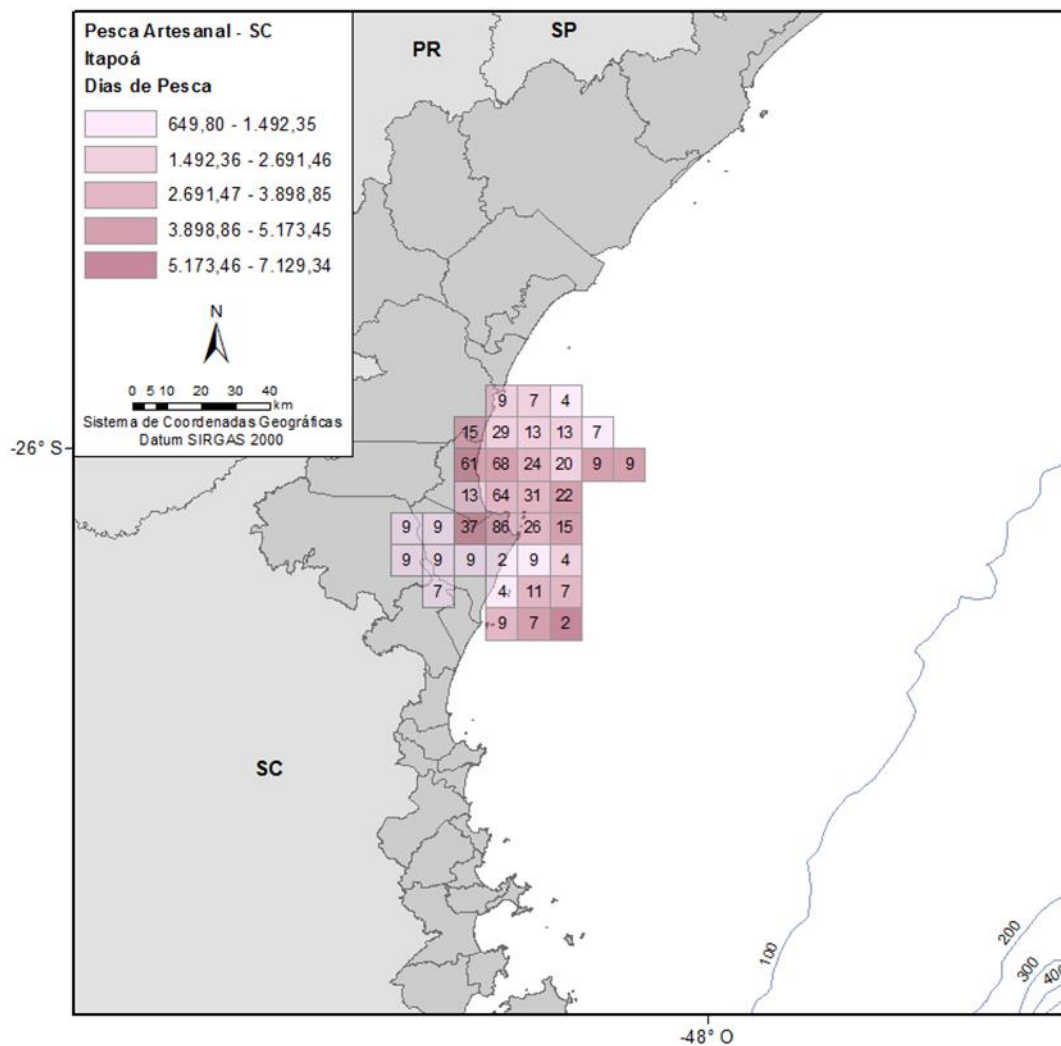 Pesca Artesanal - SC
Itapoá
Dias de Pesca
649,80 - 1.492,35
1.492,36 - 2.691,46
2.691,47 - 3.898,85
3.898,86 - 5.173,45
5.173,46 - 7.129,34
N
0 5 10 20 30 40
km
Sistema de Coordenadas Geográficas
Datum SIRGAS 2000
PR
SP
-26° S
9 7 4
15 29 13 13 7
61 68 24 20 9 9
13 64 31 22
9 9 37 86 26 15
9 9 9 2 9 4
7 4 11 7
9 7 2
SC
100
200
300
400
-48° O